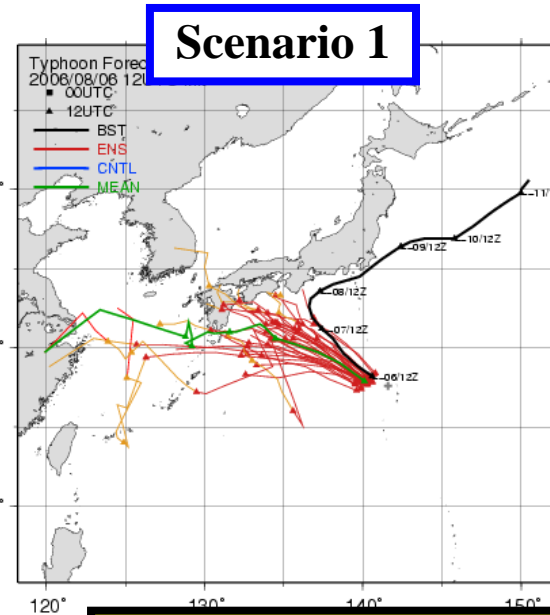 Scenario 1
Typhoon Forec
2006/08/06 12U
00UTC
12UTC
BST
ENS
CNTL
MEAN
11/
10/12Z
09/12Z
08/12Z
07/12Z
06/12Z
120°
130°
140°
150°